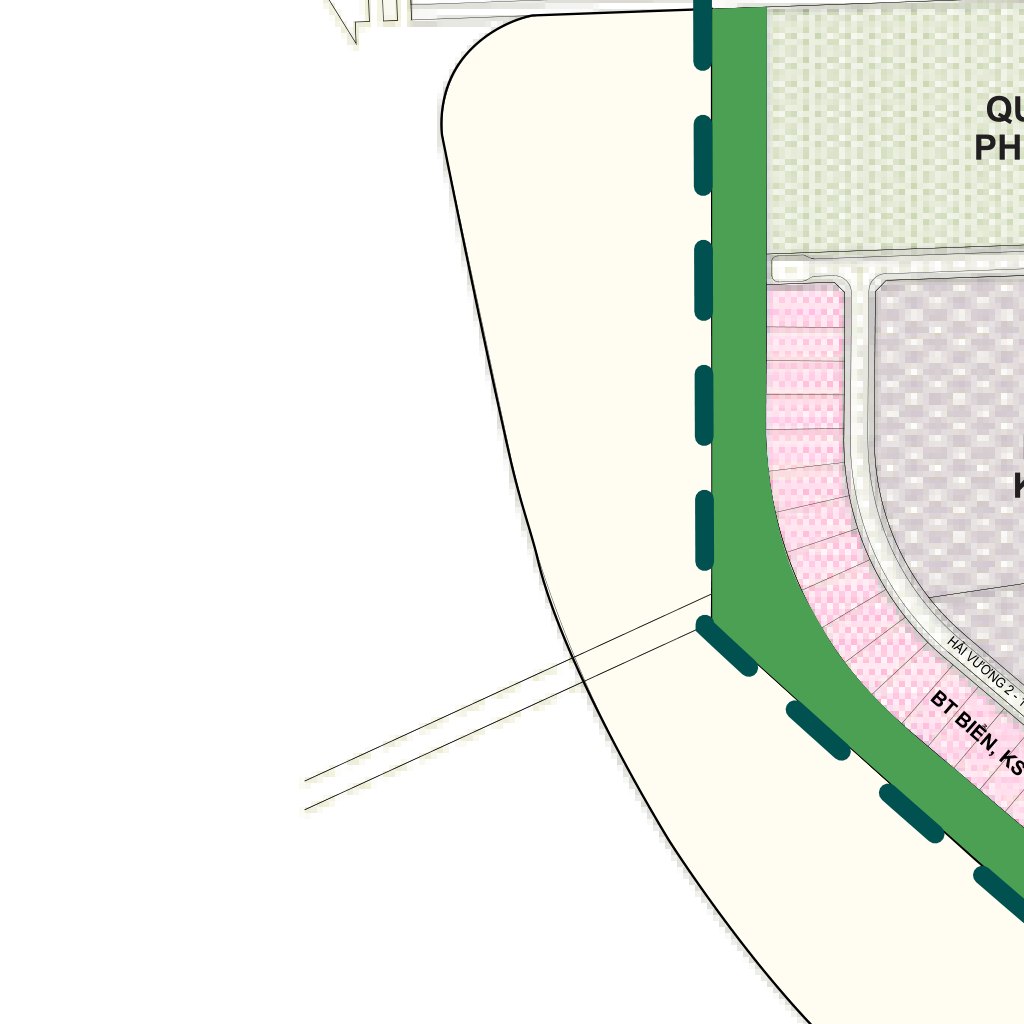 QU
PH
K
HẢI VƯƠNG 2 -
BT BIỂN, KS